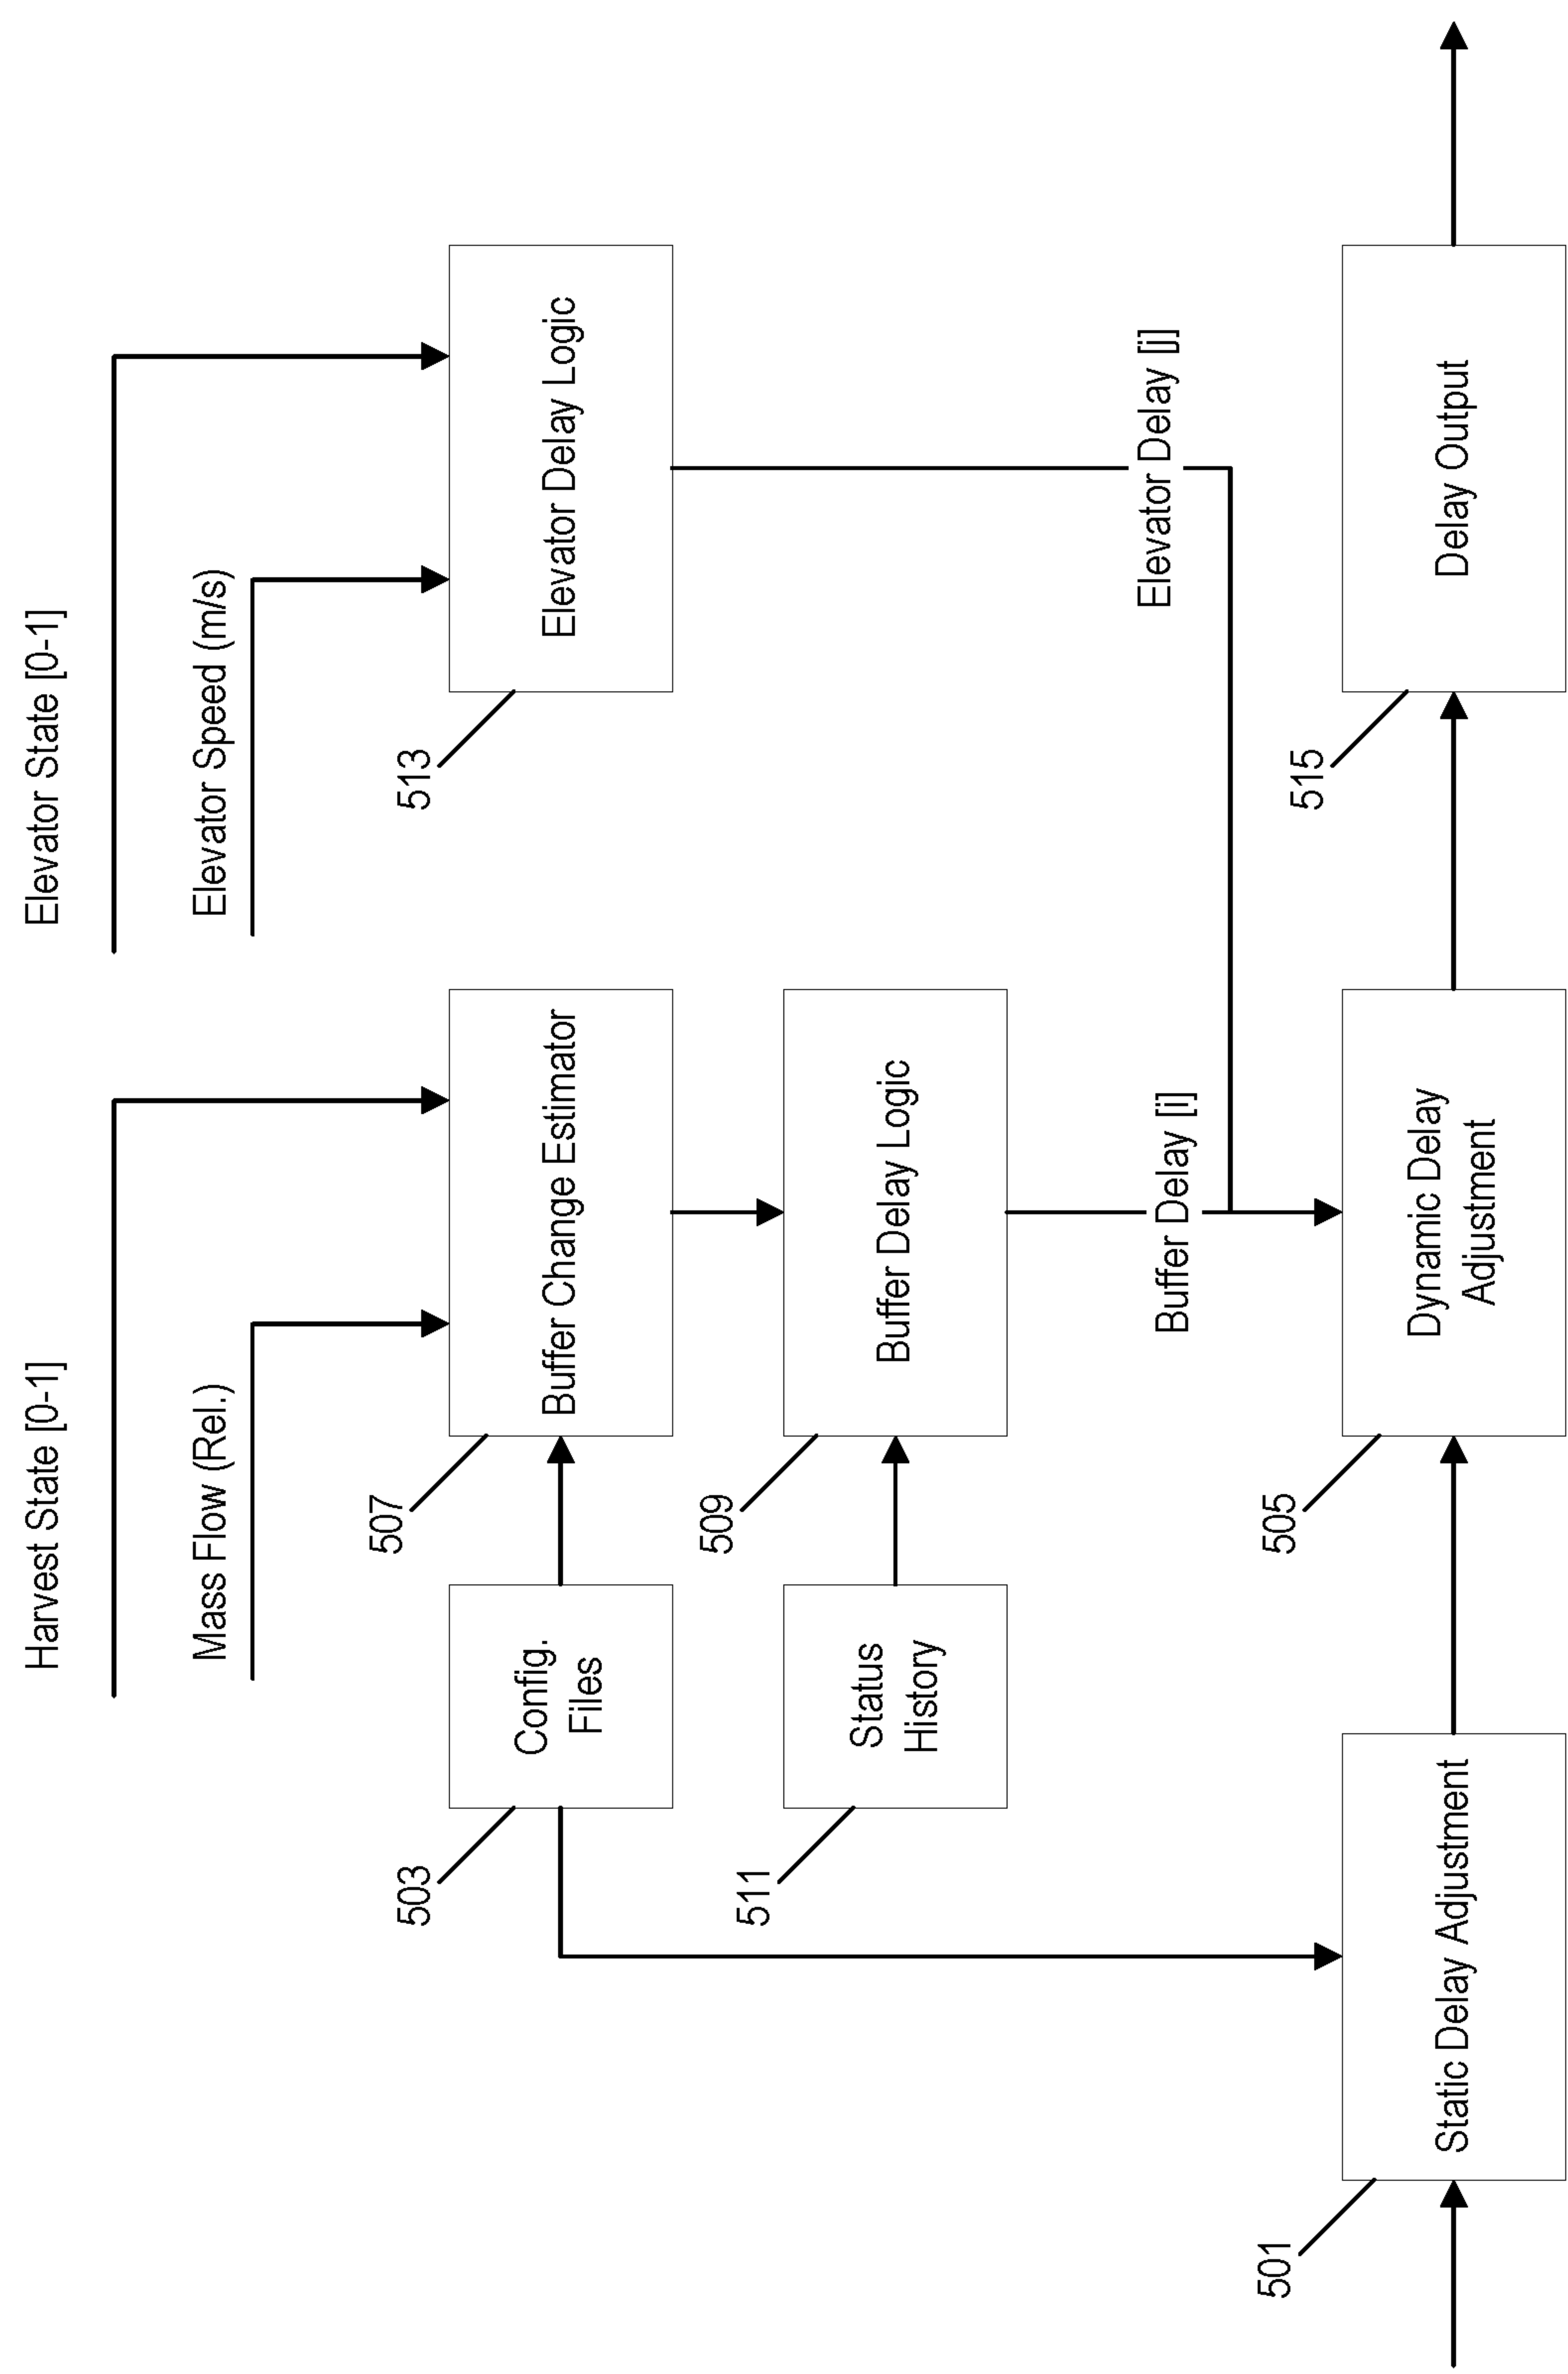 Harvest State [0-1]
Elevator State [0-1]
Mass Flow (Rel.)
Elevator Speed (m/s)
503
Config.
Files
507
Buffer Change Estimator
513
Elevator Delay Logic
511
Status
History
509
Buffer Delay Logic
Buffer Delay [i]
Elevator Delay [j]
501
Static Delay Adjustment
505
Dynamic Delay
Adjustment
515
Delay Output